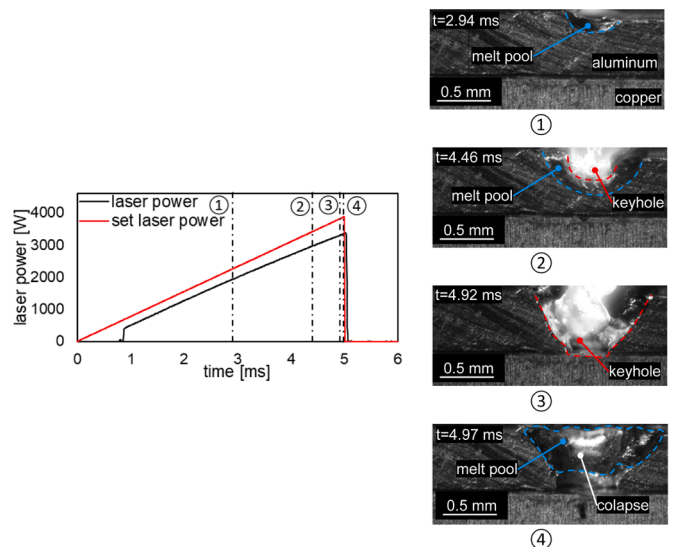 t=2.94 ms
melt pool
aluminum
0.5 mm
copper
①
t=4.46 ms
melt pool
keyhole
0.5 mm
②
t=4.92 ms
0.5 mm
keyhole
③
t=4.97 ms
melt pool
0.5 mm
colapse
④
laser power
set laser power
① ② ③ ④
laser power [W]
4000
3000
2000
1000
0
0 1 2 3 4 5 6
time [ms]